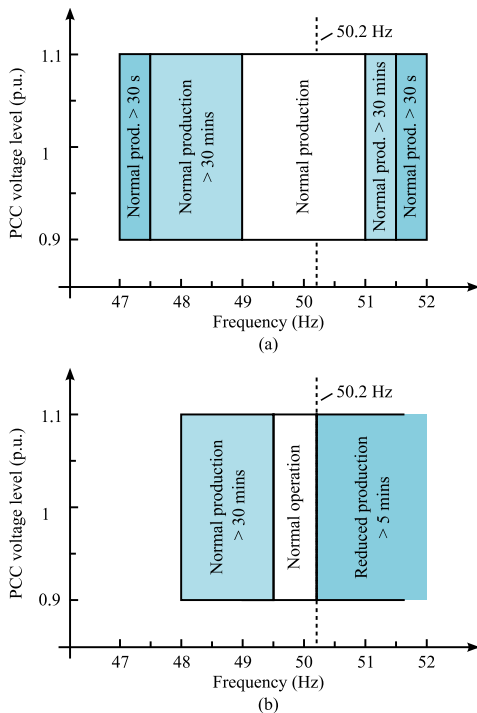 50.2 Hz
PCC voltage level (p.u.)
1.1
1
0.9
Normal prod. > 30 s
Normal production
> 30 mins
Normal production
Normal prod. > 30 mins
Normal prod. > 30 s
47 48 49 50 51 52
Frequency (Hz)
(a)
50.2 Hz
PCC voltage level (p.u.)
1.1
1
0.9
Normal production
> 30 mins
Normal operation
Reduced production
> 5 mins
47 48 49 50 51 52
Frequency (Hz)
(b)